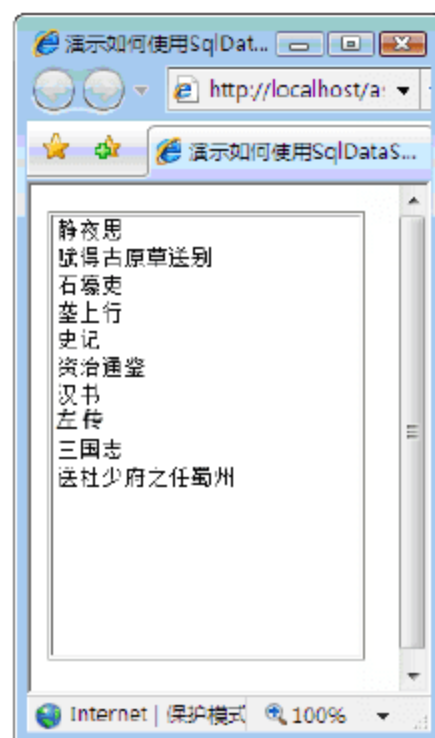 演示如何使用SqlDat...
http://localhost/a
演示如何使用SqlDataS...
静夜思
赋得古原草送别
石壕吏
垄上行
史记
资治通鉴
汉书
左传
三国志
送杜少府之任蜀州
Internet | 保护模式
100%